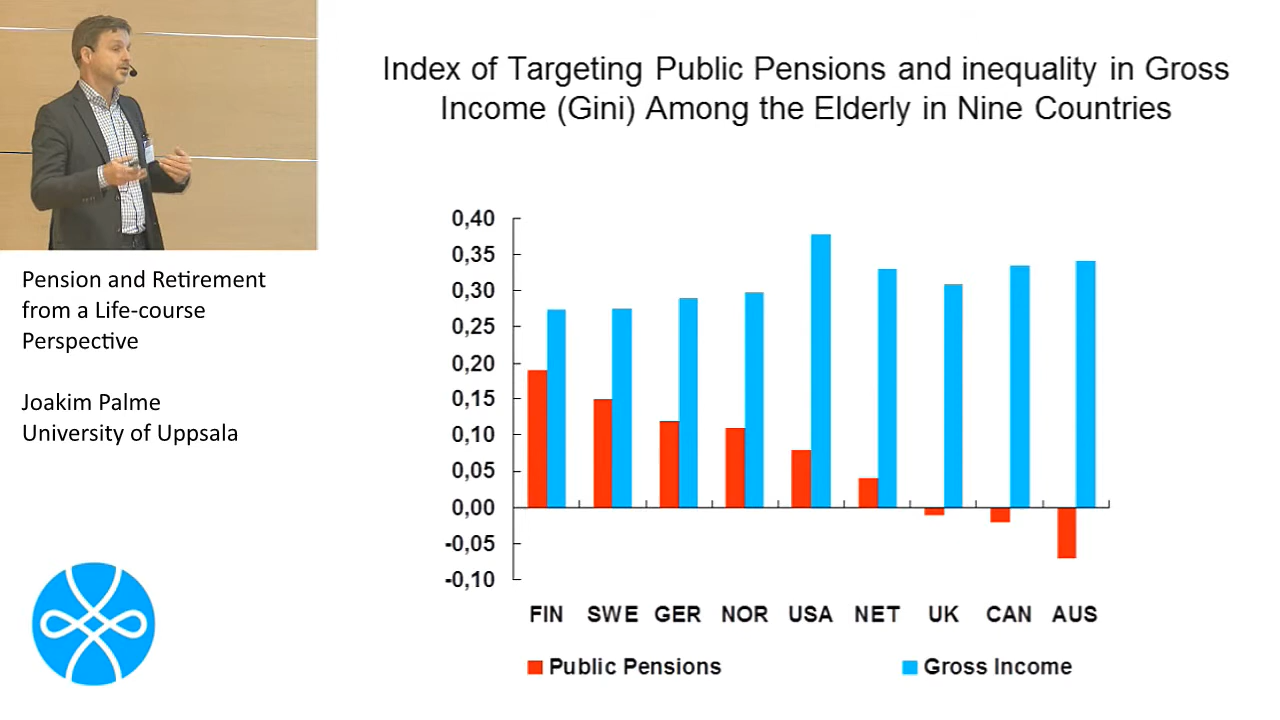 Index of Targeting Public Pensions and inequality in Gross
Income (Gini) Among the Elderly in Nine Countries
Pension and Retirement
from a Life-course
Perspective
Joakim Palme
University of Uppsala
0,40
0,35
0,30
0,25
0,20
0,15
0,10
0,05
0,00
-0,05
-0,10
FIN SWE GER NOR USA NET UK CAN AUS
Public Pensions Gross Income